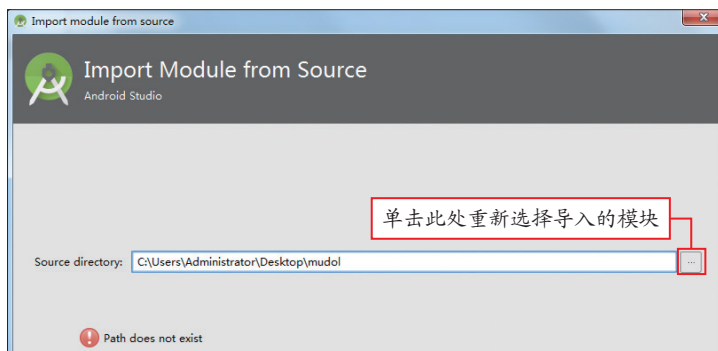 Import module from source
Import Module from Source
Android Studio
单击此处重新选择导入的模块
Source directory: C:\Users\Administrator\Desktop\mudol ...
Path does not exist